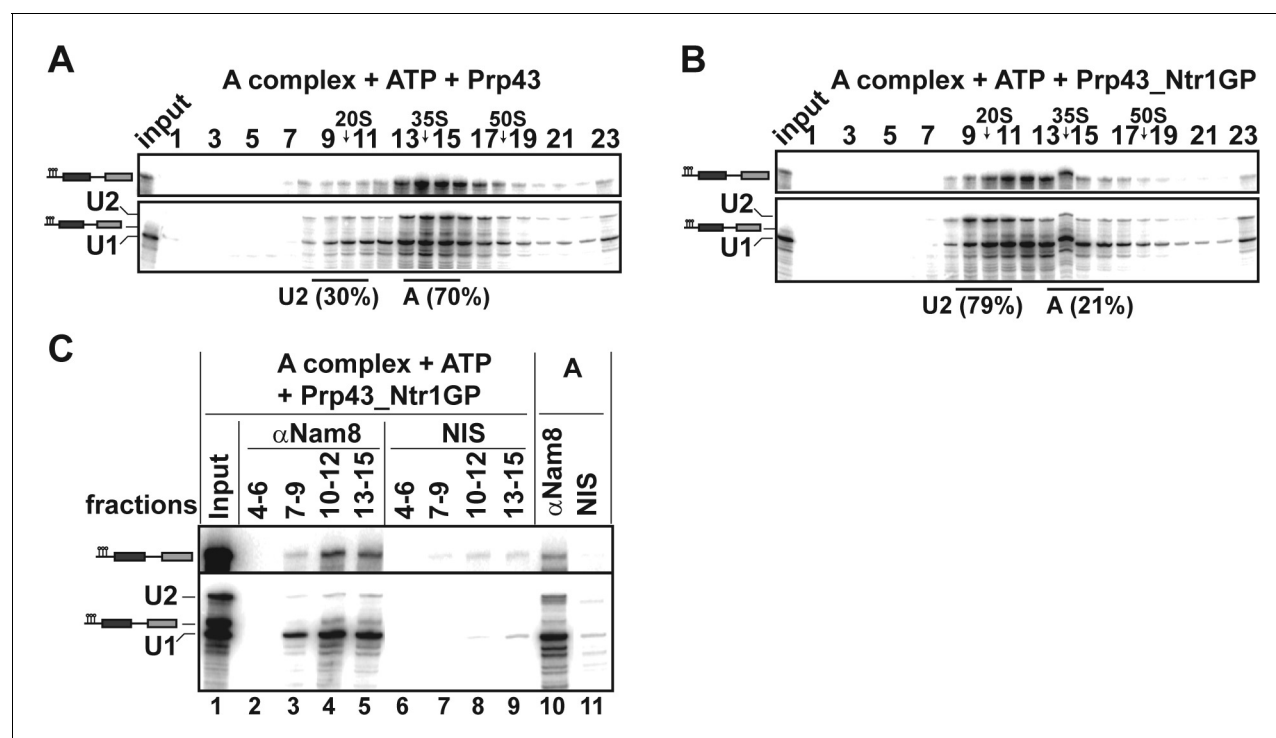 A
A complex + ATP + Prp43
input
20S 35S 50S
1 3 5 7 9 11 13 15 17 19 21 23
U2
U1
U2 (30%) A (70%)
B
A complex + ATP + Prp43_Ntr1GP
input
20S 35S 50S
1 3 5 7 9 11 13 15 17 19 21 23
U2
U1
U2 (79%) A (21%)
C
A complex + ATP
+ Prp43_Ntr1GP
A
αNam8 NIS
fractions Input 4-6 7-9 10-12 13-15 4-6 7-9 10-12 13-15 αNam8 NIS
U2
U1
1 2 3 4 5 6 7 8 9 10 11